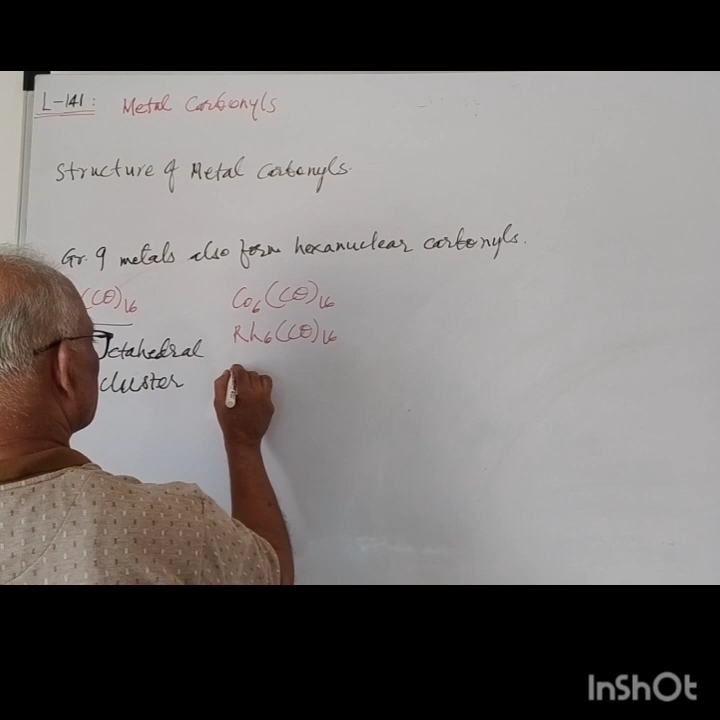 L-141: Metal Carbonyls
Structure of Metal Carbonyls.
Gr. 9 metals also form hexanuclear carbonyls.
(CO)16
Octahedral
cluster
Co6(CO)16
Rh6(CO)16
InShOt